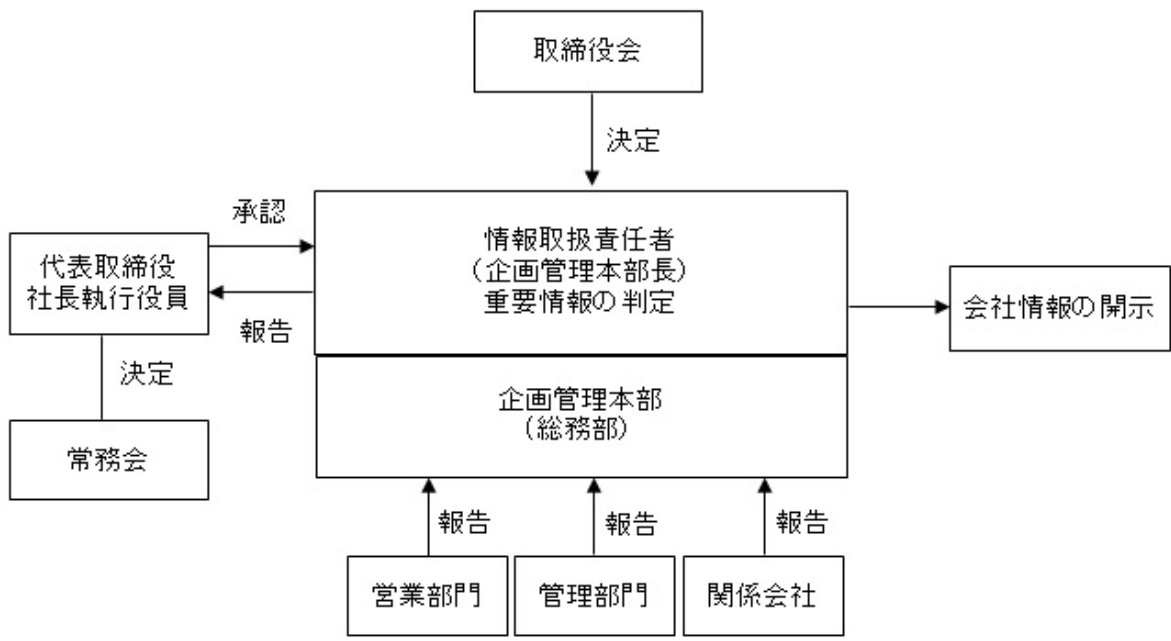 取締役会
決定
承認
情報取扱責任者
(企画管理本部長)
重要情報の判定
代表取締役
社長執行役員
報告
会社情報の開示
決定
企画管理本部
(総務部)
常務会
報告
報告
報告
営業部門
管理部門
関係会社